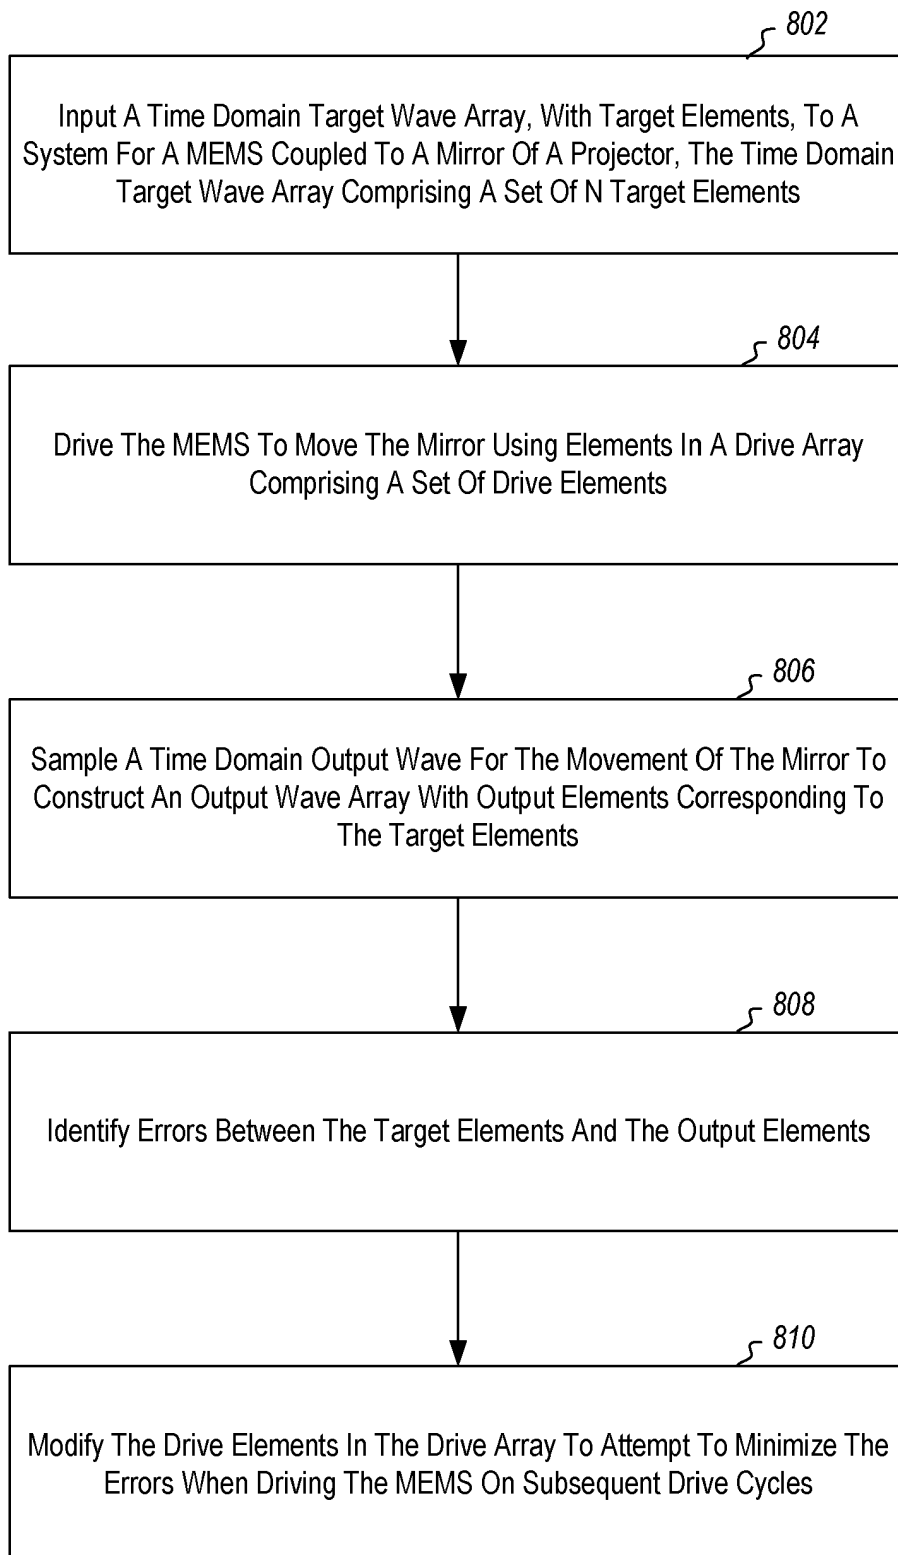 802
Input A Time Domain Target Wave Array, With Target Elements, To A
System For A MEMS Coupled To A Mirror Of A Projector, The Time Domain
Target Wave Array Comprising A Set Of N Target Elements
804
Drive The MEMS To Move The Mirror Using Elements In A Drive Array
Comprising A Set Of Drive Elements
806
Sample A Time Domain Output Wave For The Movement Of The Mirror To
Construct An Output Wave Array With Output Elements Corresponding To
The Target Elements
808
Identify Errors Between The Target Elements And The Output Elements
810
Modify The Drive Elements In The Drive Array To Attempt To Minimize The
Errors When Driving The MEMS On Subsequent Drive Cycles